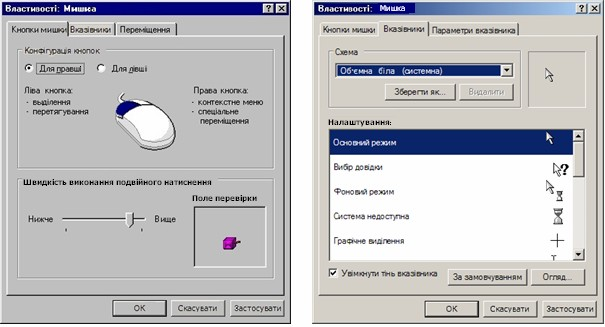 Властивості: Мишка
Кнопки мишки Вказівники Переміщення
Конфігурація кнопок
Для правші Для лівші
Ліва кнопка:
- виділення
- перетягування
Права кнопка:
- контекстне меню
- спеціальне
переміщення
Швидкість виконання подвійного натиснення
Поле перевірки
Нижче Вище
OK Скасувати Застосувати
Властивості: Мишка
Кнопки мишки Вказівники Параметри вказівника
Схема
Об'ємна біла (системна)
Зберегти як... Видалити
Налаштування:
Основний режим
Вибір довідки
Фоновий режим
Система недоступна
Графічне виділення
Увімкнути тінь вказівника За замовчуванням Огляд...
OK Скасувати Застосувати